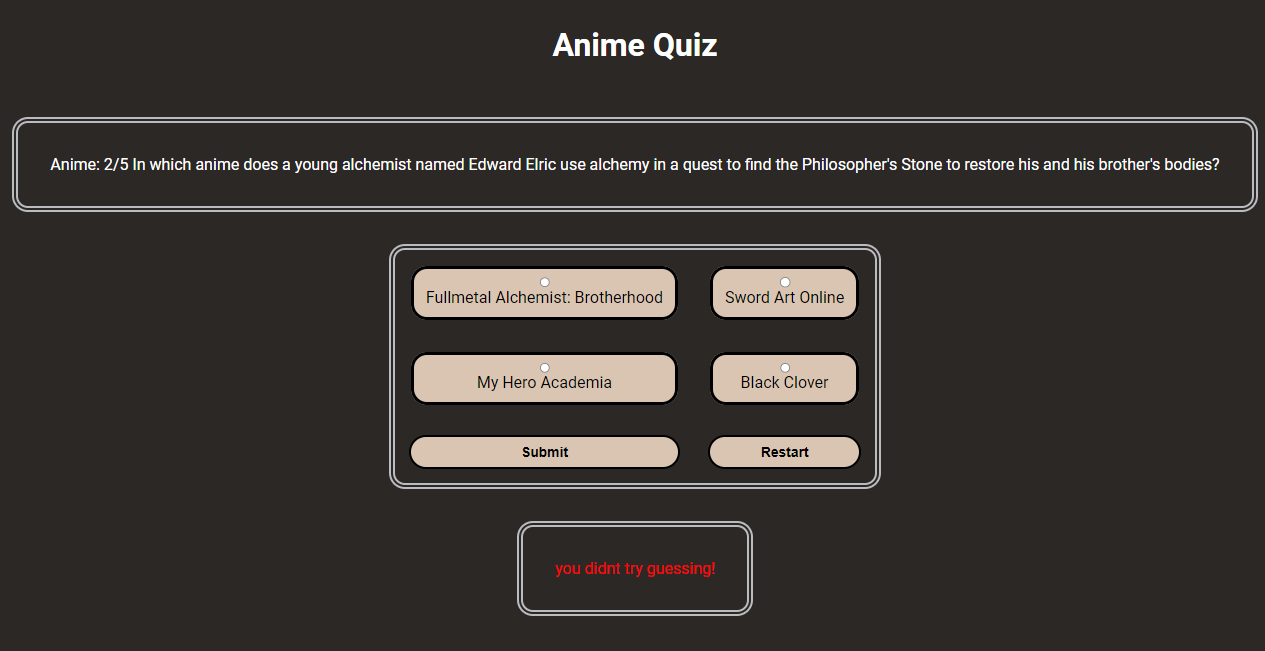 Anime Quiz
Anime: 2/5 In which anime does a young alchemist named Edward Elric use alchemy in a quest to find the Philosopher's Stone to restore his and his brother's bodies?
Fullmetal Alchemist: Brotherhood
Sword Art Online
My Hero Academia
Black Clover
Submit
Restart
you didnt try guessing!